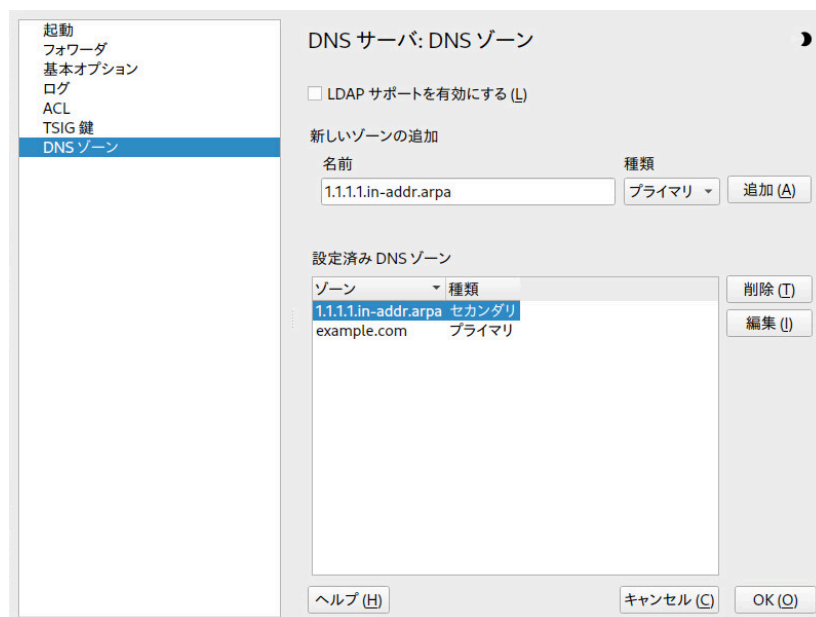 起動
フォワーダ
基本オプション
ログ
ACL
TSIG 鍵
DNS ゾーン
DNS サーバ: DNS ゾーン
LDAP サポートを有効にする (L)
新しいゾーンの追加
名前 種類
1.1.1.1.in-addr.arpa プライマリ 追加 (A)
設定済み DNS ゾーン
ゾーン 種類 削除 (T)
1.1.1.1.in-addr.arpa セカンダリ 編集 (I)
example.com プライマリ
ヘルプ (H) キャンセル (C) OK (O)